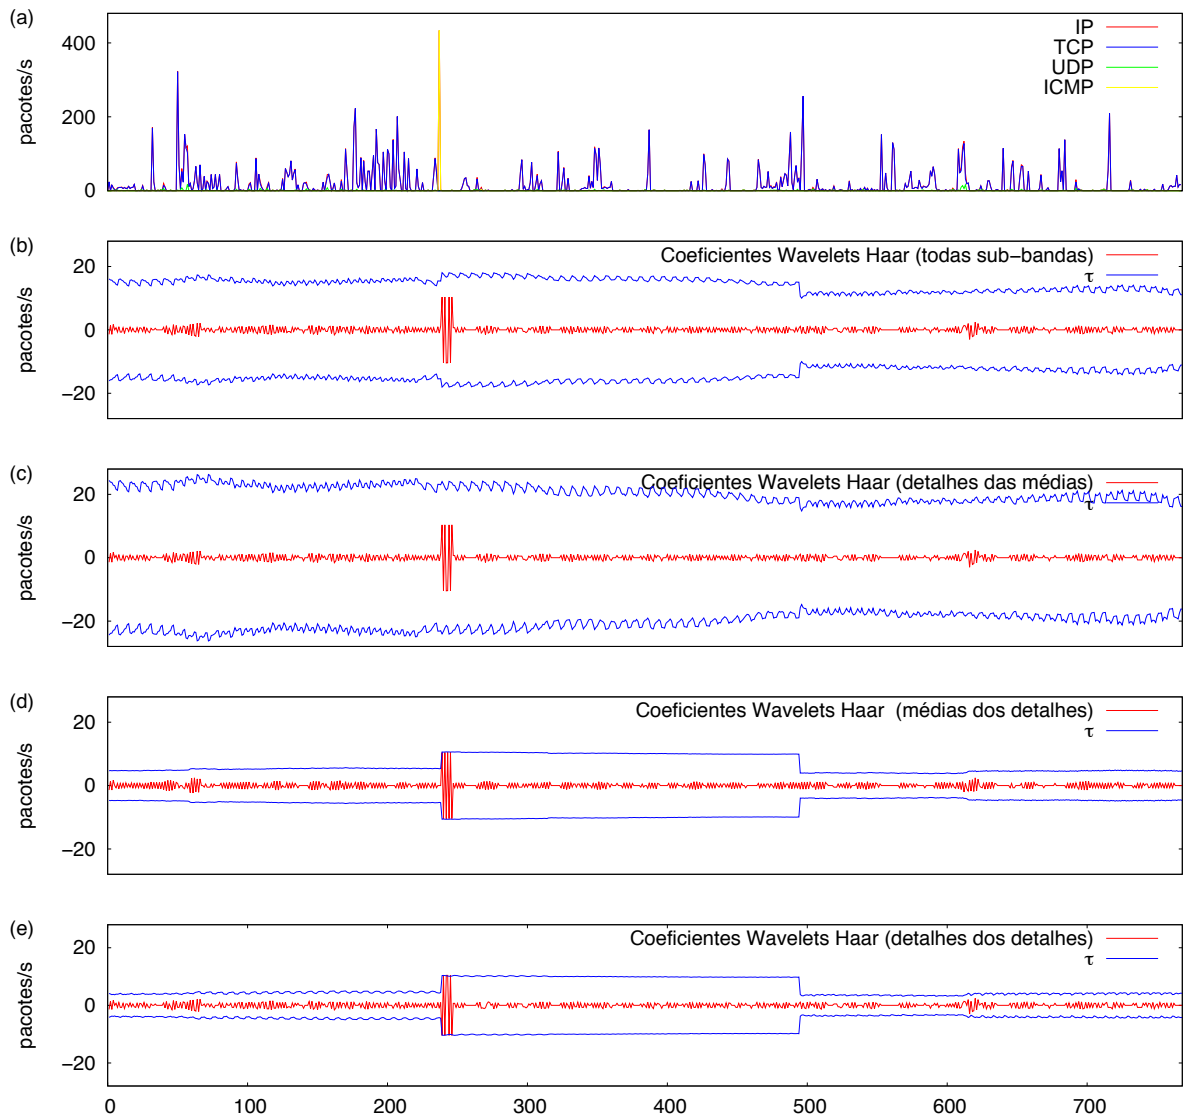 (a)
pacotes/s
400
200
0
IP
TCP
UDP
ICMP
(b)
pacotes/s
20
0
−20
Coeficientes Wavelets Haar (todas sub−bandas)
τ
(c)
pacotes/s
20
0
−20
Coeficientes Wavelets Haar (detalhes das médias)
τ
(d)
pacotes/s
20
0
−20
Coeficientes Wavelets Haar (médias dos detalhes)
τ
(e)
pacotes/s
20
0
−20
Coeficientes Wavelets Haar (detalhes dos detalhes)
τ
0 100 200 300 400 500 600 700